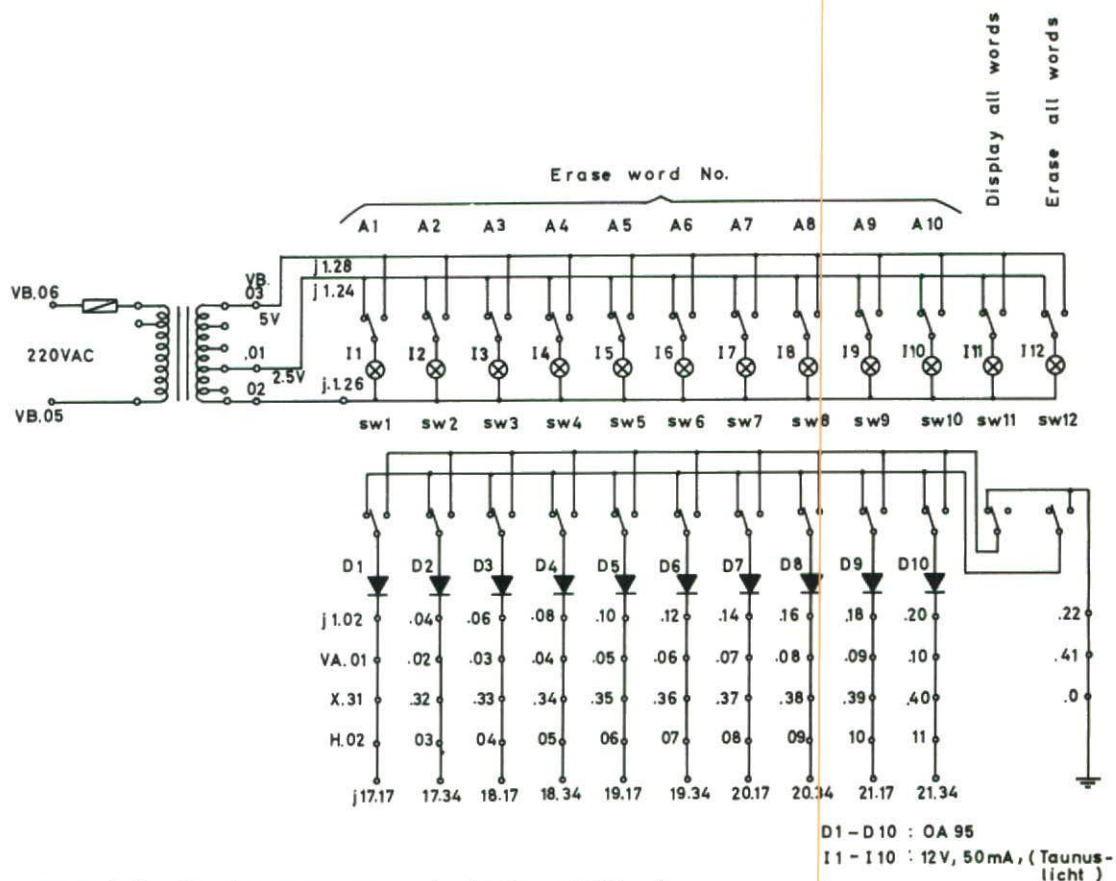 Display all words
Erase all words
Erase word No.
A1 A2 A3 A4 A5 A6 A7 A8 A9 A10
j1.28
VB.
03
j1.24
VB.06
5V
220VAC
.01
2.5V
I1 I2 I3 I4 I5 I6 I7 I8 I9 I10 I11 I12
02
j.1.26
VB.05
sw1 sw2 sw3 sw4 sw5 sw6 sw7 sw8 sw9 sw10 sw11 sw12
D1 D2 D3 D4 D5 D6 D7 D8 D9 D10
j1.02 .04 .06 .08 .10 .12 .14 .16 .18 .20 .22
VA.01 .02 .03 .04 .05 .06 .07 .08 .09 .10 .41
X.31 .32 .33 .34 .35 .36 .37 .38 .39 .40 .0
H.02 03 04 05 06 07 08 09 10 11
j17.17 17.34 18.17 18.34 19.17 19.34 20.17 20.34 21.17 21.34
D1-D10 : OA 95
I1-I10 : 12V, 50mA, (Taunus-
licht )